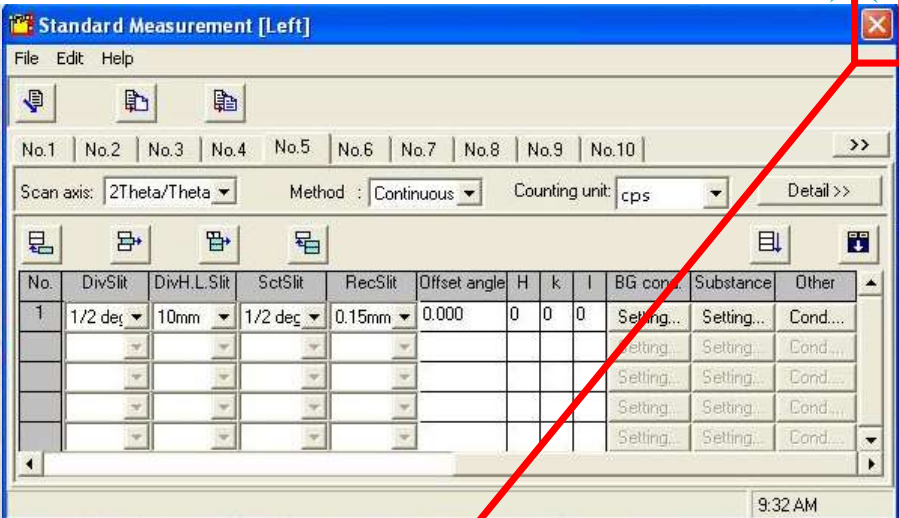 Standard Measurement [Left]
File Edit Help
No.1 No.2 No.3 No.4 No.5 No.6 No.7 No.8 No.9 No.10 >>
Scan axis: 2Theta/Theta Method : Continuous Counting unit: cps Detail >>
No. DivSlit DivH.L.Slit SctSlit RecSlit Offset angle H k l BG cond. Substance Other
1 1/2 deg 10mm 1/2 deg 0.15mm 0.000 0 0 0 Setting... Setting... Cond....
Setting... Setting... Cond....
Setting... Setting... Cond....
Setting... Setting... Cond....
Setting... Setting... Cond....
9:32 AM